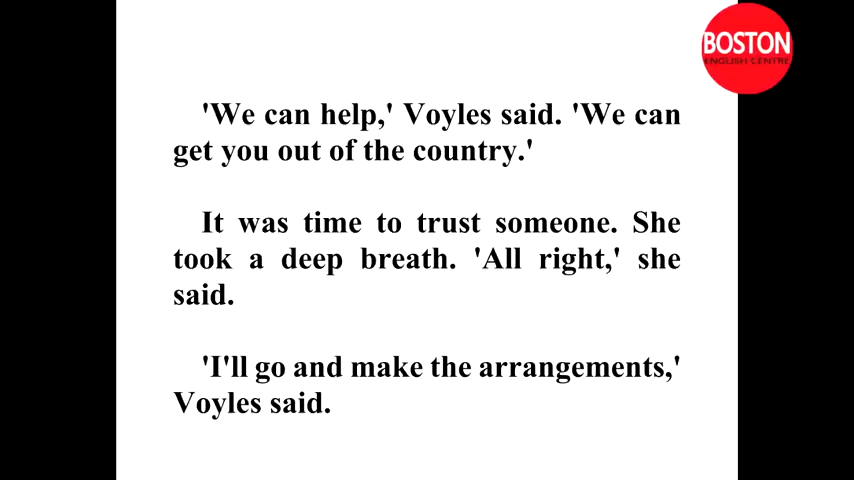 BOSTON
ENGLISH CENTRE
'We can help,' Voyles said. 'We can
get you out of the country.'
It was time to trust someone. She
took a deep breath. 'All right,' she
said.
'I'll go and make the arrangements,'
Voyles said.